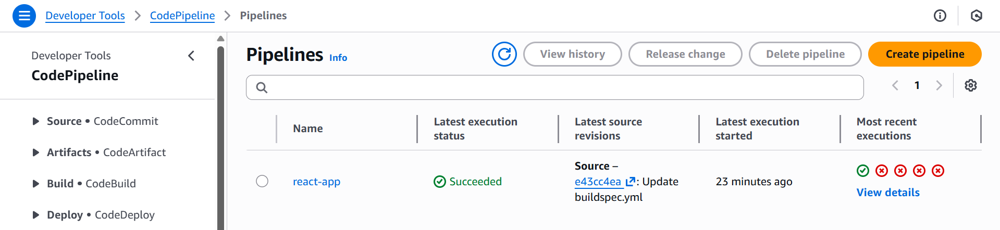 Developer Tools > CodePipeline > Pipelines
Developer Tools
CodePipeline
Source • CodeCommit
Artifacts • CodeArtifact
Build • CodeBuild
Deploy • CodeDeploy
Pipelines Info
View history
Release change
Delete pipeline
Create pipeline
1
Name
Latest execution
status
Latest source
revisions
Latest execution
started
Most recent
executions
react-app
Succeeded
Source –
e43cc4ea : Update
buildspec.yml
23 minutes ago
View details